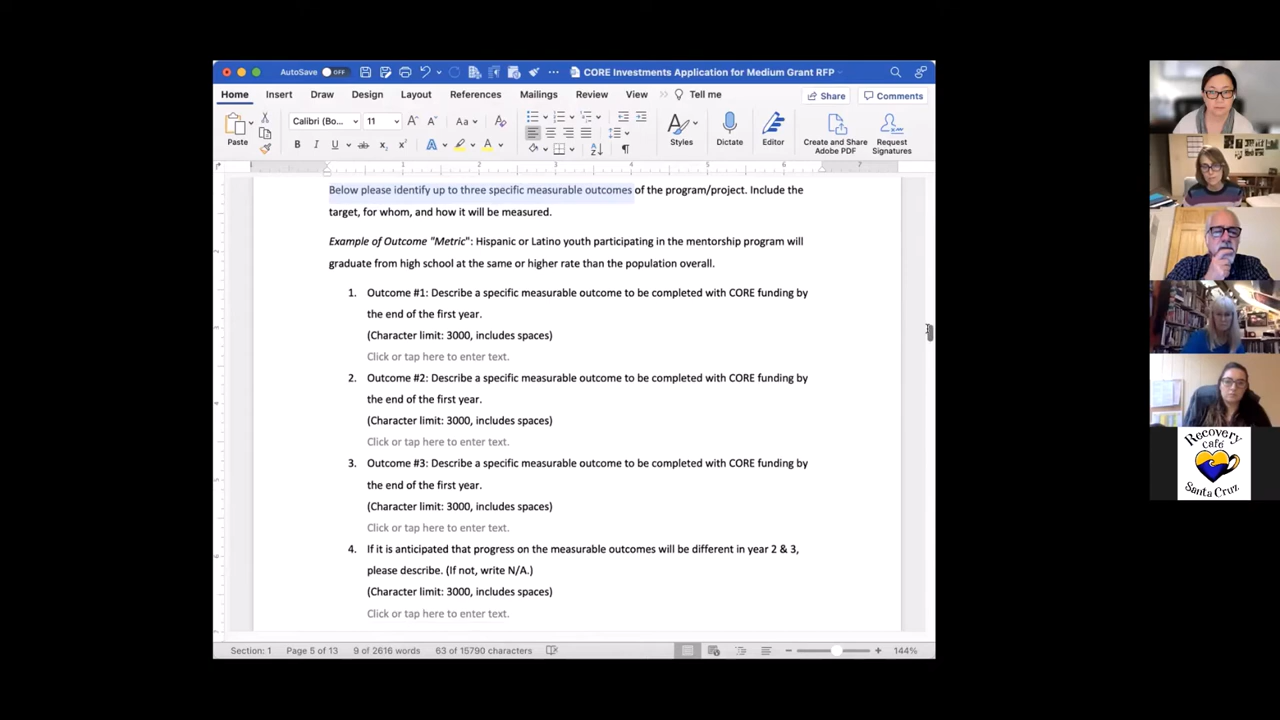 AutoSave OFF
CORE Investments Application for Medium Grant RFP
Home Insert Draw Design Layout References Mailings Review View Tell me Share Comments
Paste
Calibri (Bo... 11
Styles
Dictate
Editor
Create and Share Adobe PDF
Request Signatures
1 2 3 4 5 6 7
Below please identify up to three specific measurable outcomes of the program/project. Include the
target, for whom, and how it will be measured.
Example of Outcome "Metric": Hispanic or Latino youth participating in the mentorship program will
graduate from high school at the same or higher rate than the population overall.
1. Outcome #1: Describe a specific measurable outcome to be completed with CORE funding by
the end of the first year.
(Character limit: 3000, includes spaces)
Click or tap here to enter text.
2. Outcome #2: Describe a specific measurable outcome to be completed with CORE funding by
the end of the first year.
(Character limit: 3000, includes spaces)
Click or tap here to enter text.
3. Outcome #3: Describe a specific measurable outcome to be completed with CORE funding by
the end of the first year.
(Character limit: 3000, includes spaces)
Click or tap here to enter text.
4. If it is anticipated that progress on the measurable outcomes will be different in year 2 & 3,
please describe. (If not, write N/A.)
(Character limit: 3000, includes spaces)
Click or tap here to enter text.
Section: 1 Page 5 of 13 9 of 2616 words 63 of 15790 characters 144%
Recovery
Café
Santa Cruz